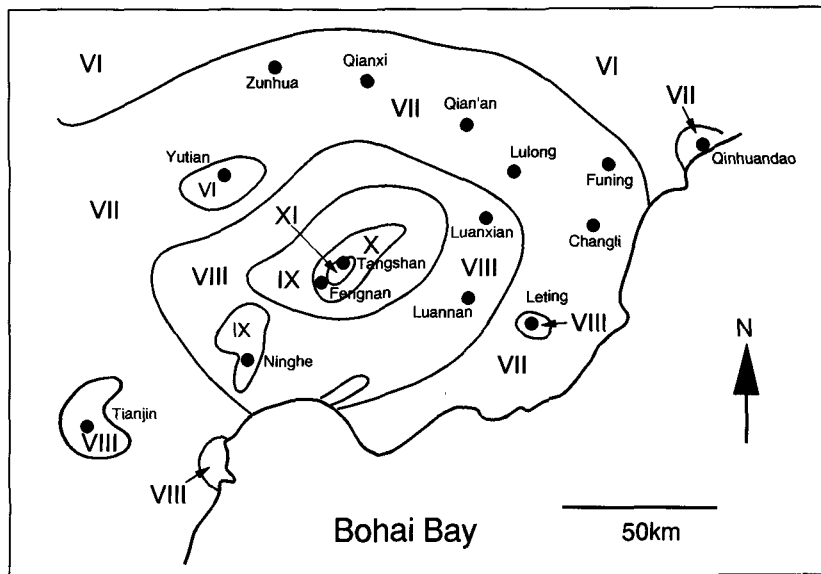 VI
Zunhua
Qianxi
VI
VII
VII
Qian'an
Qinhuandao
Yutian
VI
Lulong
Funing
VII
XI
X
Luanxian
Changli
VIII
IX
Tangshan
Fengnan
VIII
Luannan
Leting
VIII
IX
Ninghe
VII
N
Tianjin
VIII
VIII
Bohai Bay
50km